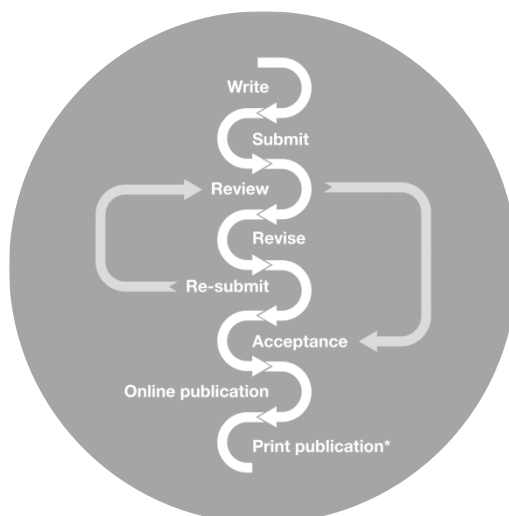 Write
Submit
Review
Revise
Re-submit
Acceptance
Online publication
Print publication*